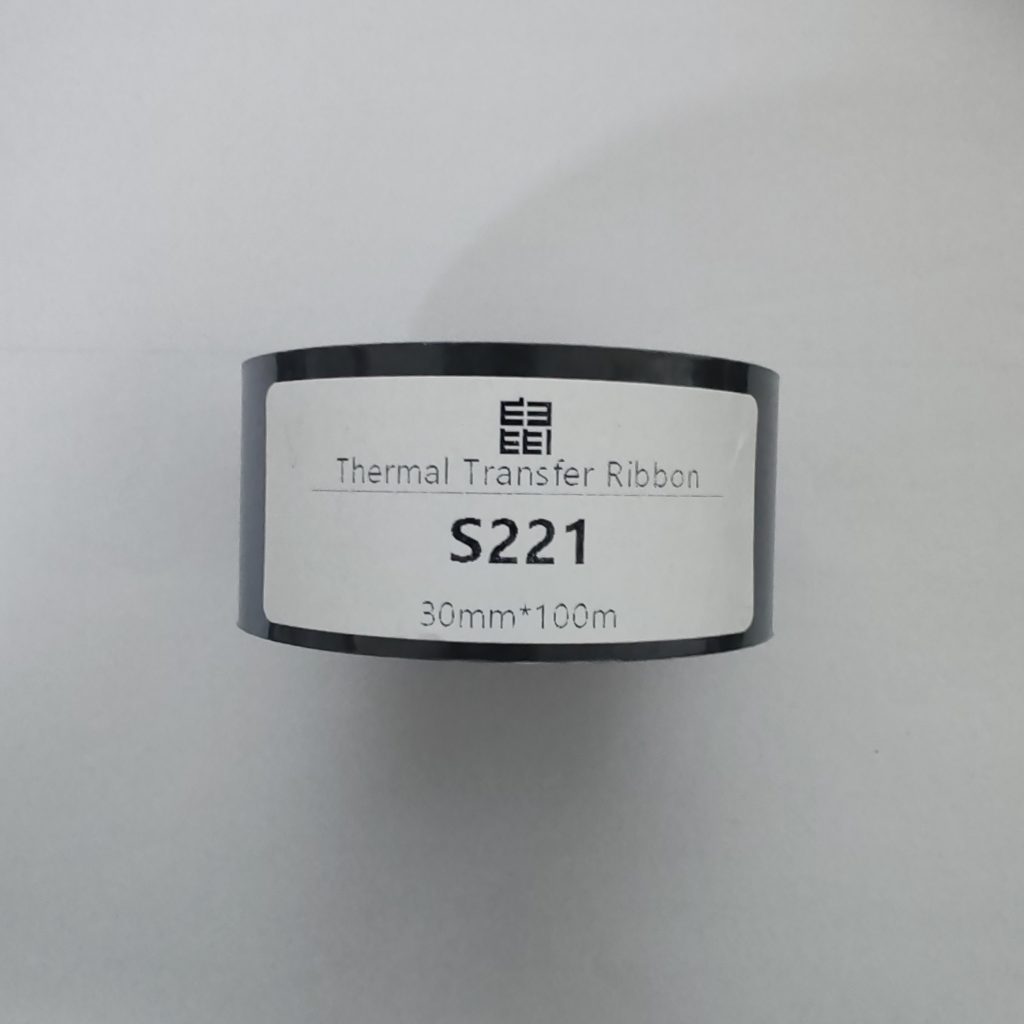 Thermal Transfer Ribbon
S221
30mm*100m